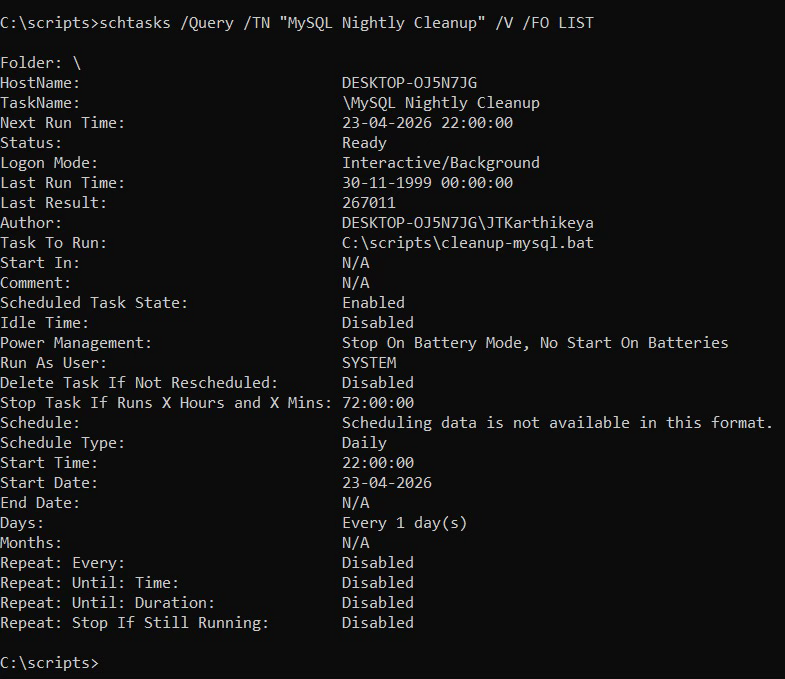 C:\scripts>schtasks /Query /TN "MySQL Nightly Cleanup" /V /FO LIST
Folder: \
HostName: DESKTOP-OJ5N7JG
TaskName: \MySQL Nightly Cleanup
Next Run Time: 23-04-2026 22:00:00
Status: Ready
Logon Mode: Interactive/Background
Last Run Time: 30-11-1999 00:00:00
Last Result: 267011
Author: DESKTOP-OJ5N7JG\JTKarthikeya
Task To Run: C:\scripts\cleanup-mysql.bat
Start In: N/A
Comment: N/A
Scheduled Task State: Enabled
Idle Time: Disabled
Power Management: Stop On Battery Mode, No Start On Batteries
Run As User: SYSTEM
Delete Task If Not Rescheduled: Disabled
Stop Task If Runs X Hours and X Mins: 72:00:00
Schedule: Scheduling data is not available in this format.
Schedule Type: Daily
Start Time: 22:00:00
Start Date: 23-04-2026
End Date: N/A
Days: Every 1 day(s)
Months: N/A
Repeat: Every: Disabled
Repeat: Until: Time: Disabled
Repeat: Until: Duration: Disabled
Repeat: Stop If Still Running: Disabled
C:\scripts>